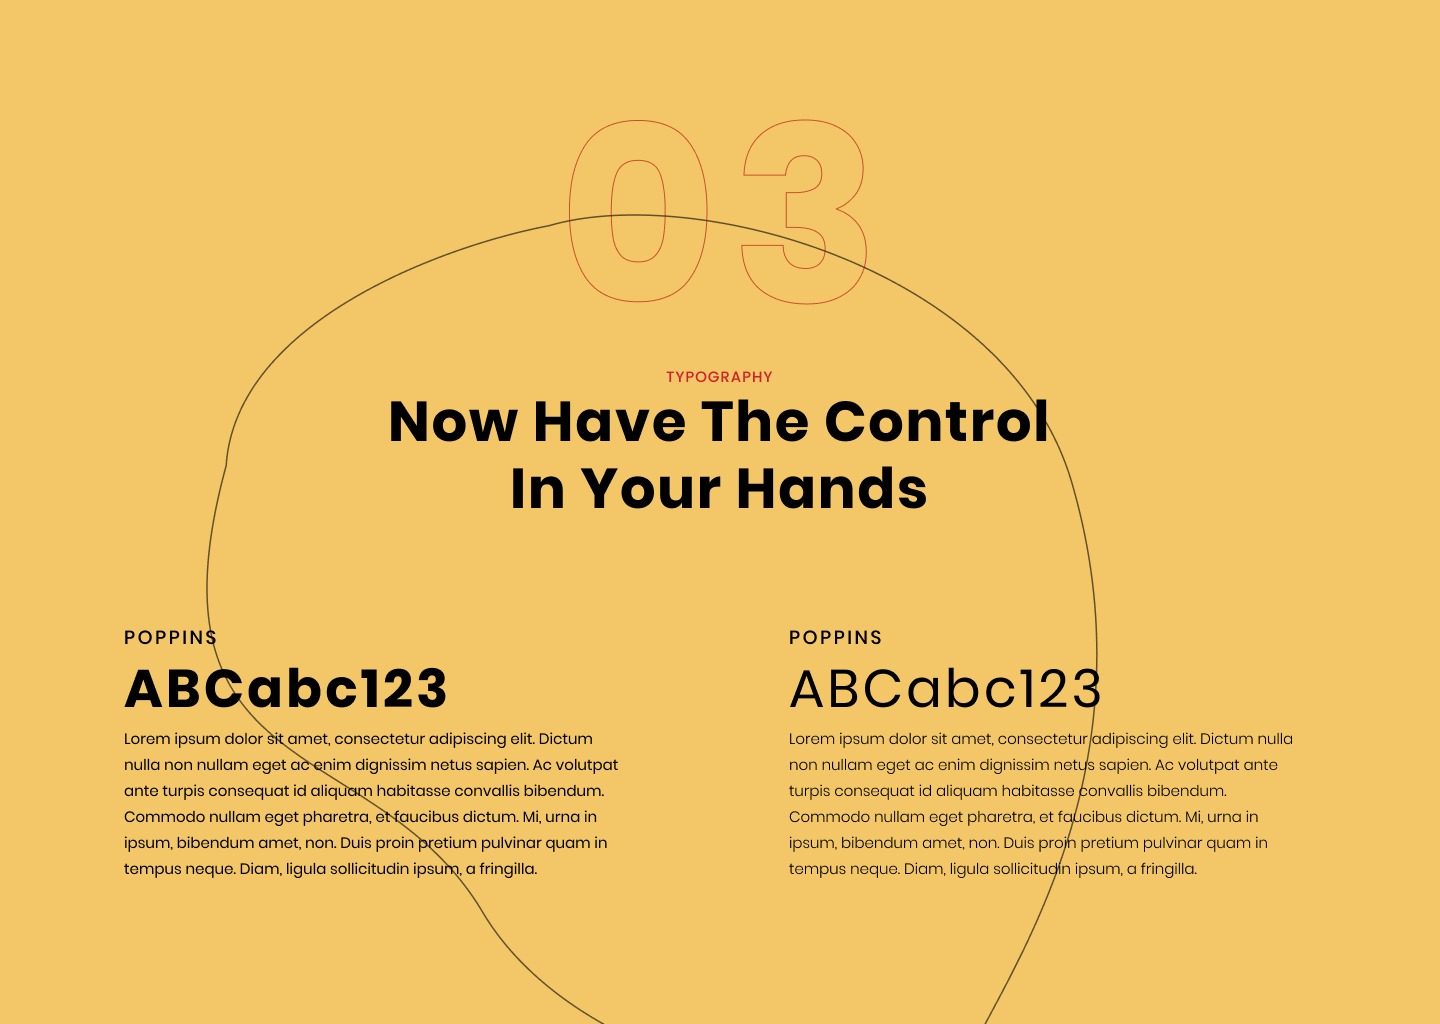 03
TYPOGRAPHY
Now Have The Control
In Your Hands
POPPINS
ABCabc123
Lorem ipsum dolor sit amet, consectetur adipiscing elit. Dictum
nulla non nullam eget ac enim dignissim netus sapien. Ac volutpat
ante turpis consequat id aliquam habitasse convallis bibendum.
Commodo nullam eget pharetra, et faucibus dictum. Mi, urna in
ipsum, bibendum amet, non. Duis proin pretium pulvinar quam in
tempus neque. Diam, ligula sollicitudin ipsum, a fringilla.
POPPINS
ABCabc123
Lorem ipsum dolor sit amet, consectetur adipiscing elit. Dictum nulla
non nullam eget ac enim dignissim netus sapien. Ac volutpat ante
turpis consequat id aliquam habitasse convallis bibendum.
Commodo nullam eget pharetra, et faucibus dictum. Mi, urna in
ipsum, bibendum amet, non. Duis proin pretium pulvinar quam in
tempus neque. Diam, ligula sollicitudin ipsum, a fringilla.